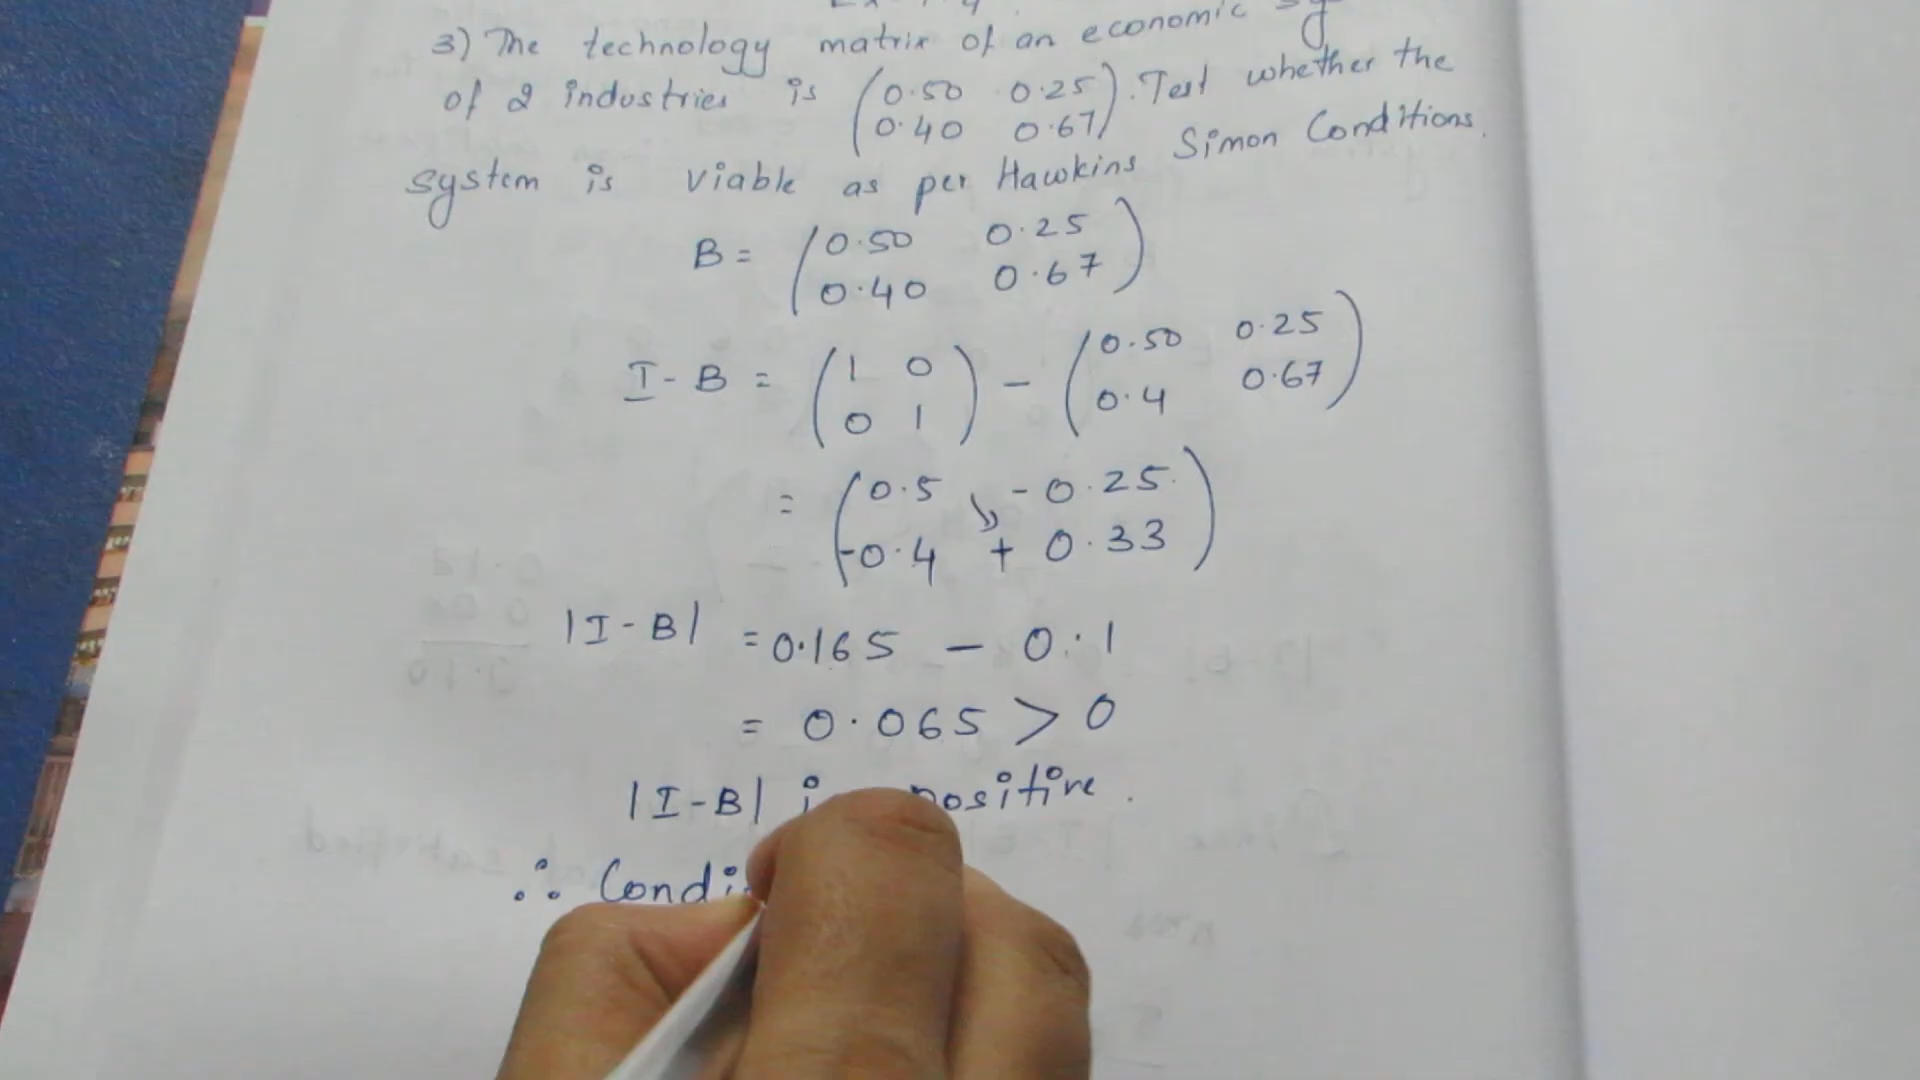 3) The technology matrix of an economic
of 2 industries is (0.50 0.25). Test whether the
(0.40 0.67)
system is viable as per Hawkins Simon Conditions.
B = (0.50 0.25)
(0.40 0.67)
I - B = (1 0) - (0.50 0.25)
(0 1) (0.4 0.67)
= (0.5 - 0.25)
(-0.4 + 0.33)
|I - B| = 0.165 - 0.1
= 0.065 > 0
|I - B| positive.
∴ Condi